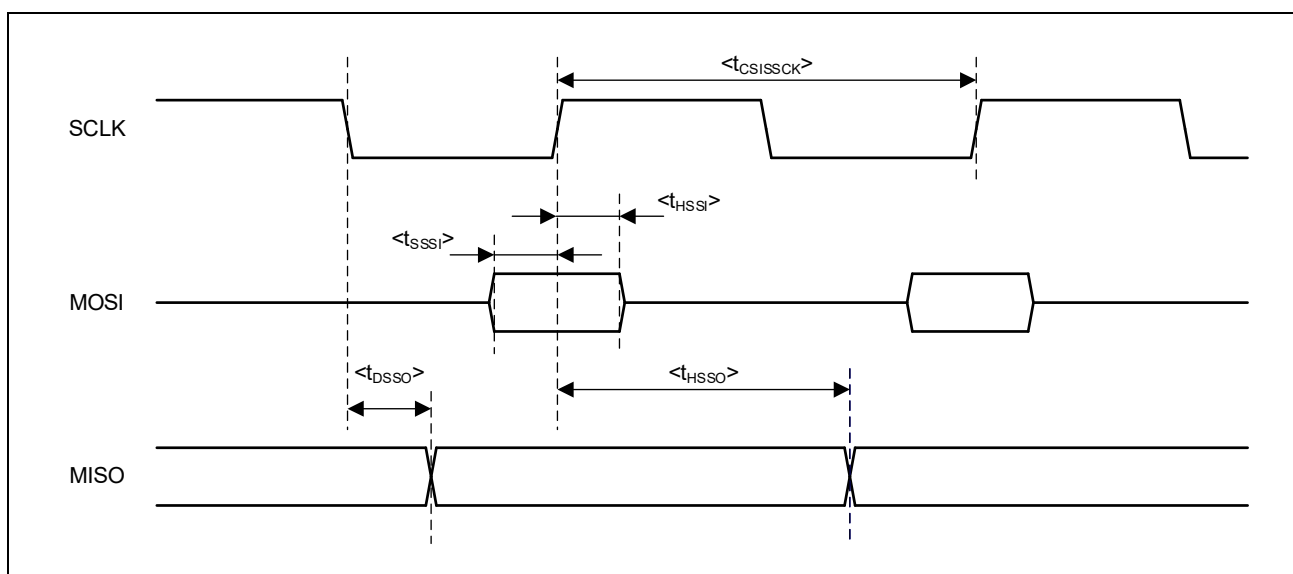 <tCSISSCK>
SCLK
<tHSSI>
<tSSSI>
MOSI
<tDSSO>
<tHSSO>
MISO